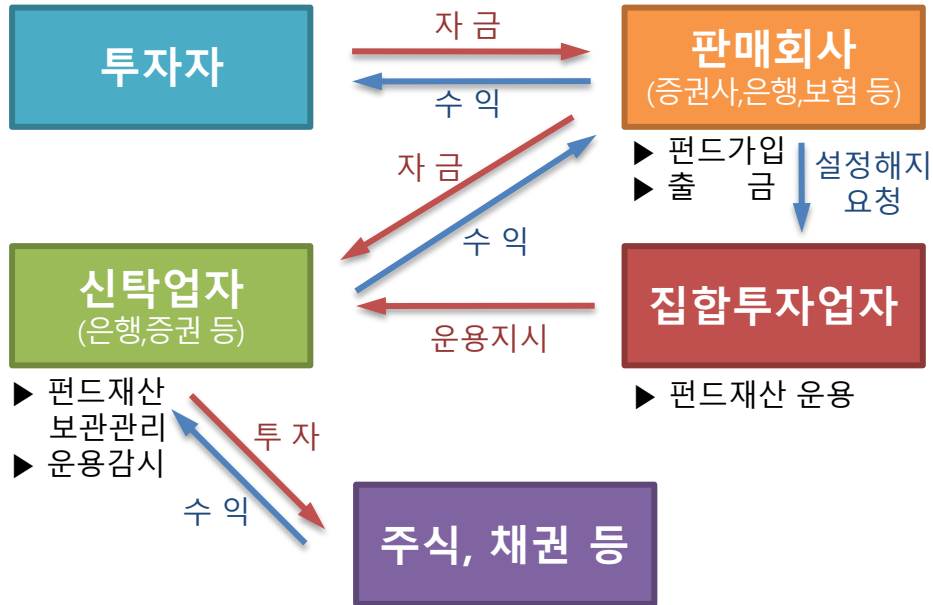 투자자
자 금
수 익
판매회사
(증권사,은행,보험 등)
▶ 펀드가입
▶ 출 금
설정해지
요청
자 금
수 익
신탁업자
(은행,증권 등)
▶ 펀드재산
보관관리
▶ 운용감시
운용지시
집합투자업자
▶ 펀드재산 운용
투 자
수 익
주식, 채권 등